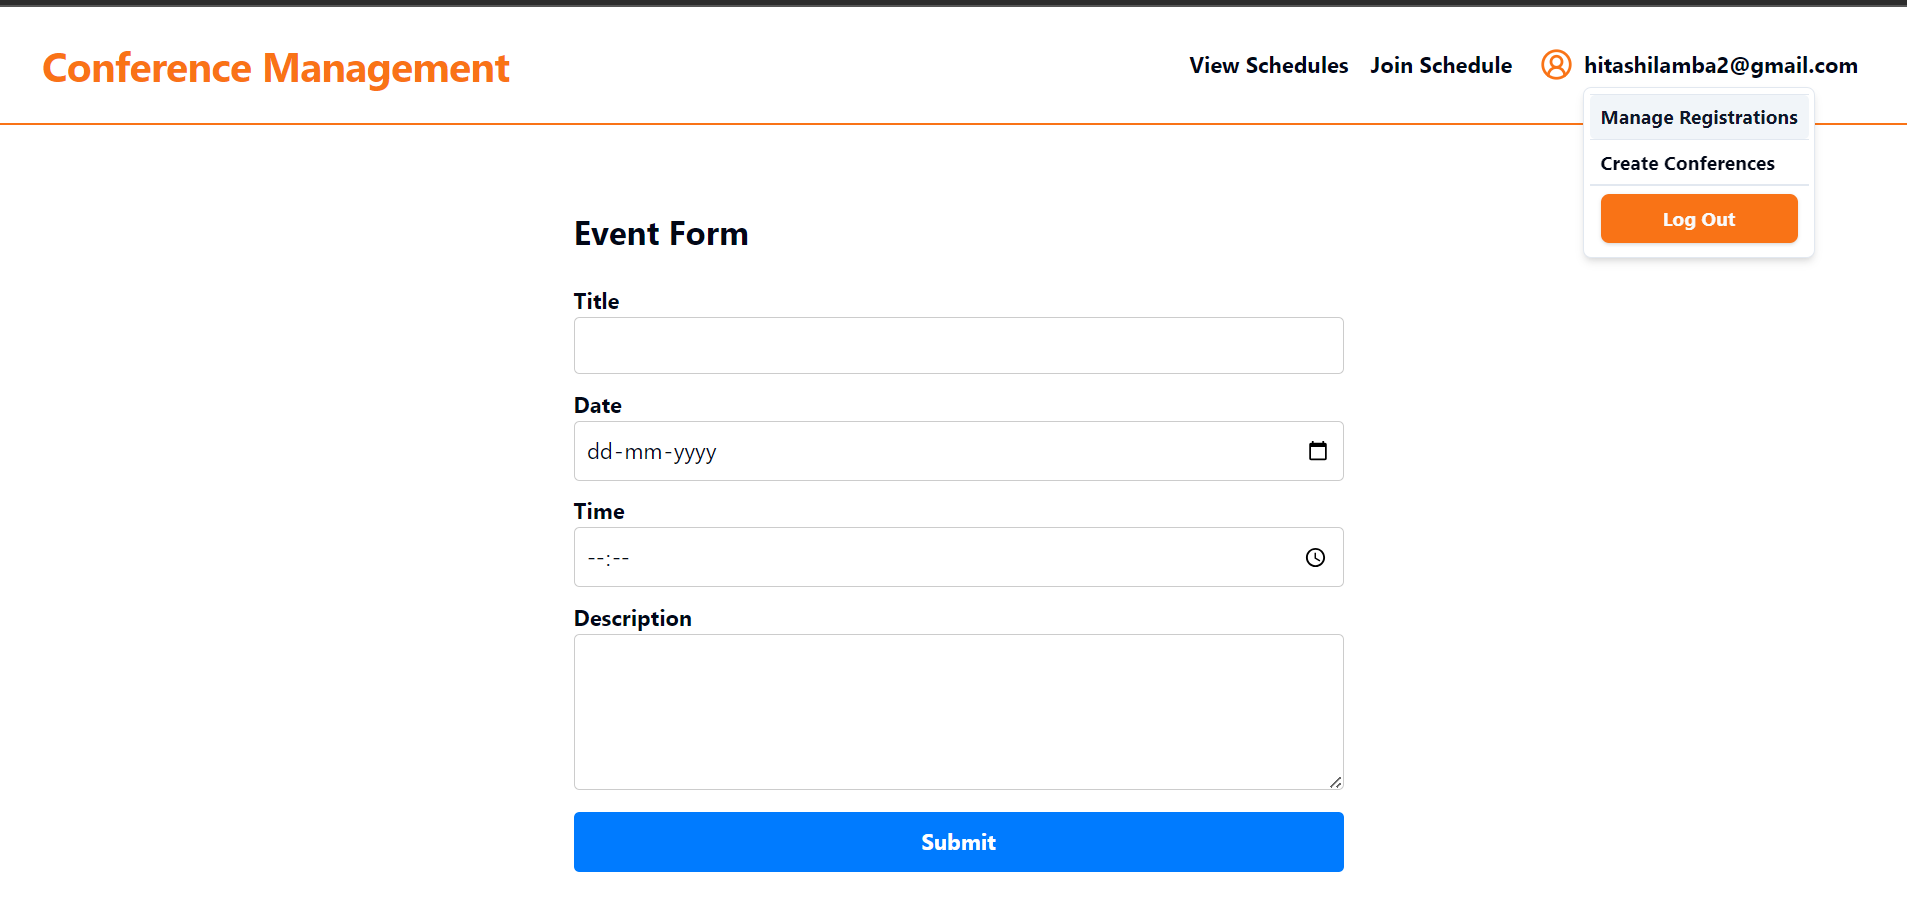 Conference Management
View Schedules Join Schedule hitashilamba2@gmail.com
Manage Registrations
Create Conferences
Log Out
Event Form
Title
Date
dd-mm-yyyy
Time
--:--
Description
Submit